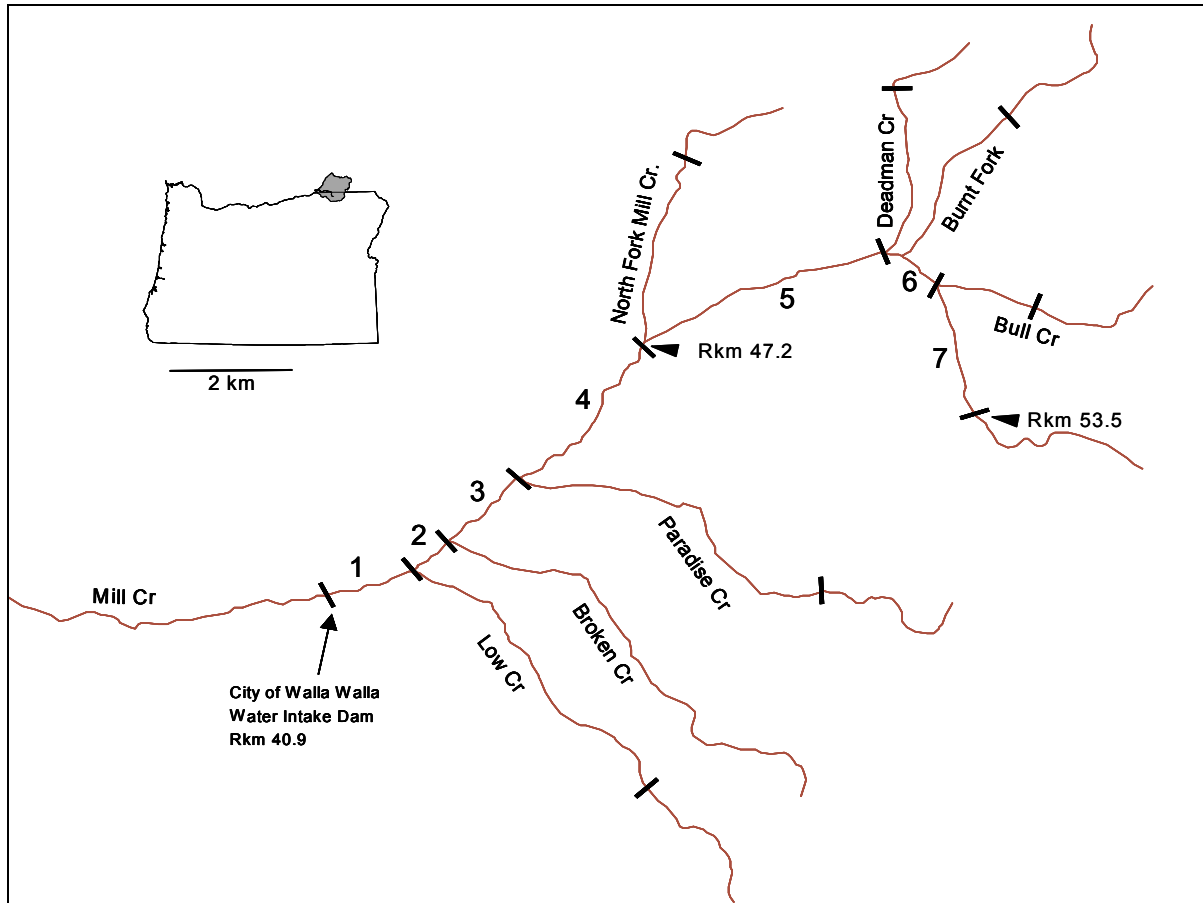 Deadman Cr
Burnt Fork
North Fork Mill Cr.
6
5
Bull Cr
Rkm 47.2
7
2 km
4
Rkm 53.5
3
2
Paradise Cr
1
Mill Cr
Broken Cr
Low Cr
City of Walla Walla
Water Intake Dam
Rkm 40.9